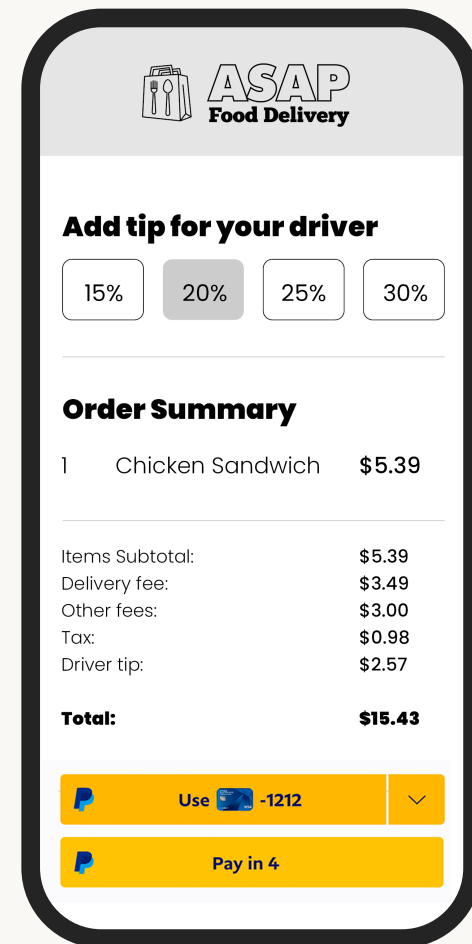 ASAP
Food Delivery
Add tip for your driver
15% 20% 25% 30%
Order Summary
1 Chicken Sandwich $5.39
Items Subtotal: $5.39
Delivery fee: $3.49
Other fees: $3.00
Tax: $0.98
Driver tip: $2.57
Total: $15.43
Use VISA -1212
Pay in 4